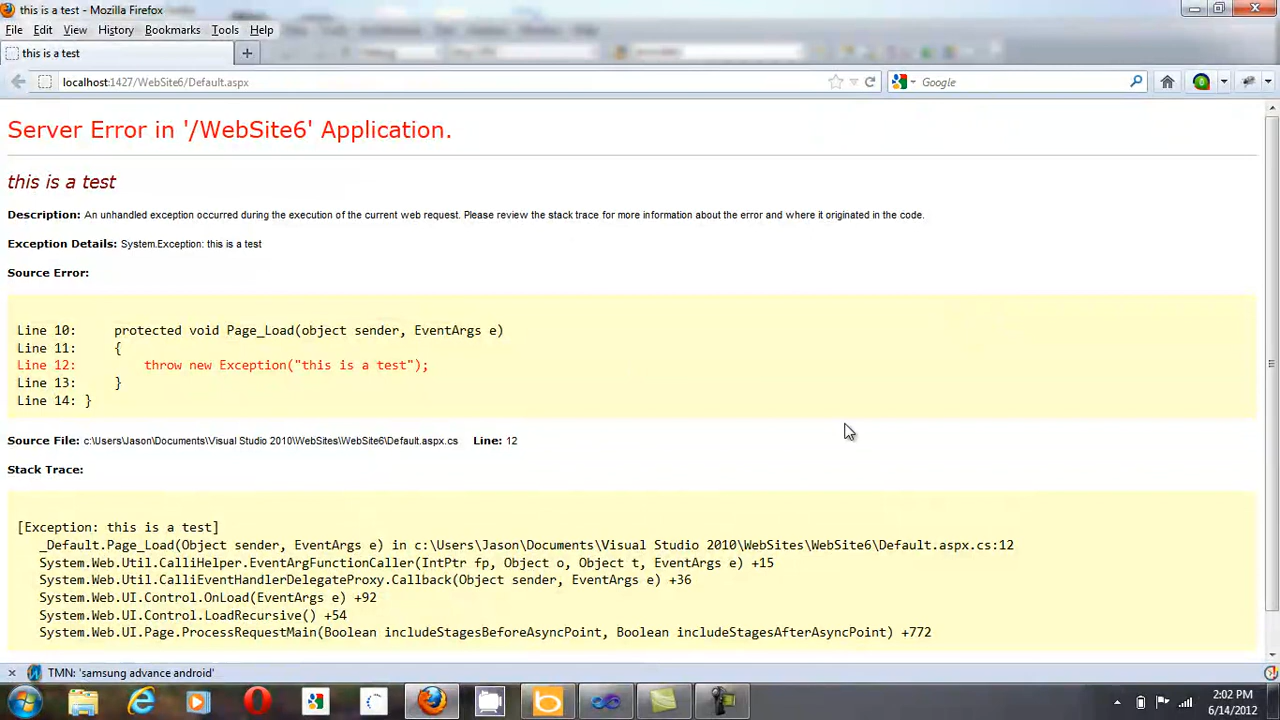 this is a test - Mozilla Firefox
File Edit View History Bookmarks Tools Help
this is a test
localhost:1427/WebSite6/Default.aspx
Google
Server Error in '/WebSite6' Application.
this is a test
Description: An unhandled exception occurred during the execution of the current web request. Please review the stack trace for more information about the error and where it originated in the code.
Exception Details: System.Exception: this is a test
Source Error:
Line 10:     protected void Page_Load(object sender, EventArgs e)
Line 11:     {
Line 12:         throw new Exception("this is a test");
Line 13:     }
Line 14: }
Source File: c:\Users\Jason\Documents\Visual Studio 2010\WebSites\WebSite6\Default.aspx.cs    Line: 12
Stack Trace:
[Exception: this is a test]
_Default.Page_Load(Object sender, EventArgs e) in c:\Users\Jason\Documents\Visual Studio 2010\WebSites\WebSite6\Default.aspx.cs:12
System.Web.Util.CalliHelper.EventArgFunctionCaller(IntPtr fp, Object o, Object t, EventArgs e) +15
System.Web.Util.CalliEventHandlerDelegateProxy.Callback(Object sender, EventArgs e) +36
System.Web.UI.Control.OnLoad(EventArgs e) +92
System.Web.UI.Control.LoadRecursive() +54
System.Web.UI.Page.ProcessRequestMain(Boolean includeStagesBeforeAsyncPoint, Boolean includeStagesAfterAsyncPoint) +772
TMN: 'samsung advance android'
2:02 PM
6/14/2012